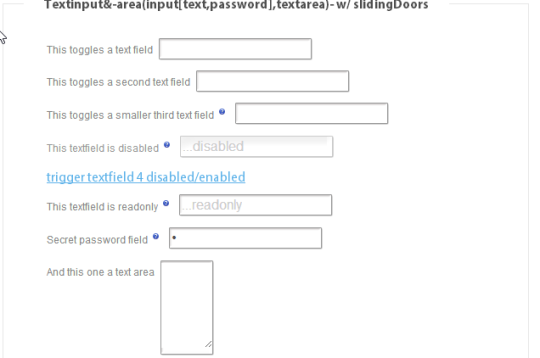 Textinput&-area(input[text,password],textarea)- w/ slidingDoors
This toggles a text field
This toggles a second text field
This toggles a smaller third text field ?
This textfield is disabled ? ...disabled
trigger textfield 4 disabled/enabled
This textfield is readonly ? ...readonly
Secret password field ? •
And this one a text area